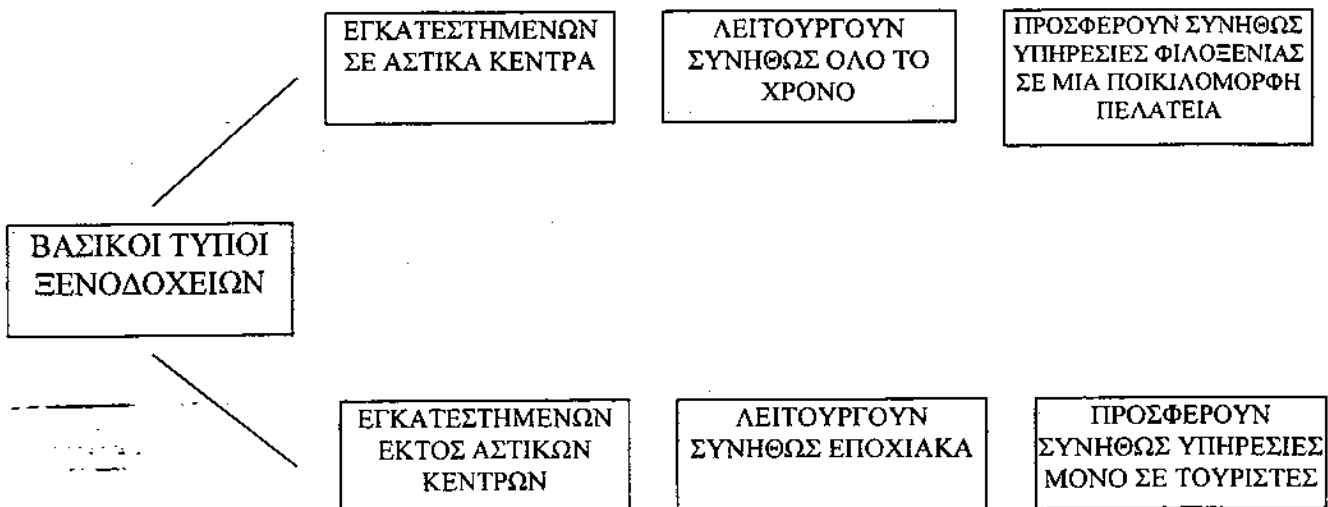 ΕΓΚΑΤΕΣΤΗΜΕΝΩΝ
ΣΕ ΑΣΤΙΚΑ ΚΕΝΤΡΑ
ΛΕΙΤΟΥΡΓΟΥΝ
ΣΥΝΗΘΩΣ ΟΛΟ ΤΟ
ΧΡΟΝΟ
ΠΡΟΣΦΕΡΟΥΝ ΣΥΝΗΘΩΣ
ΥΠΗΡΕΣΙΕΣ ΦΙΛΟΞΕΝΙΑΣ
ΣΕ ΜΙΑ ΠΟΙΚΙΛΟΜΟΡΦΗ
ΠΕΛΑΤΕΙΑ
ΒΑΣΙΚΟΙ ΤΥΠΟΙ
ΞΕΝΟΔΟΧΕΙΩΝ
ΕΓΚΑΤΕΣΤΗΜΕΝΩΝ
ΕΚΤΟΣ ΑΣΤΙΚΩΝ
ΚΕΝΤΡΩΝ
ΛΕΙΤΟΥΡΓΟΥΝ
ΣΥΝΗΘΩΣ ΕΠΟΧΙΑΚΑ
ΠΡΟΣΦΕΡΟΥΝ
ΣΥΝΗΘΩΣ ΥΠΗΡΕΣΙΕΣ
ΜΟΝΟ ΣΕ ΤΟΥΡΙΣΤΕΣ